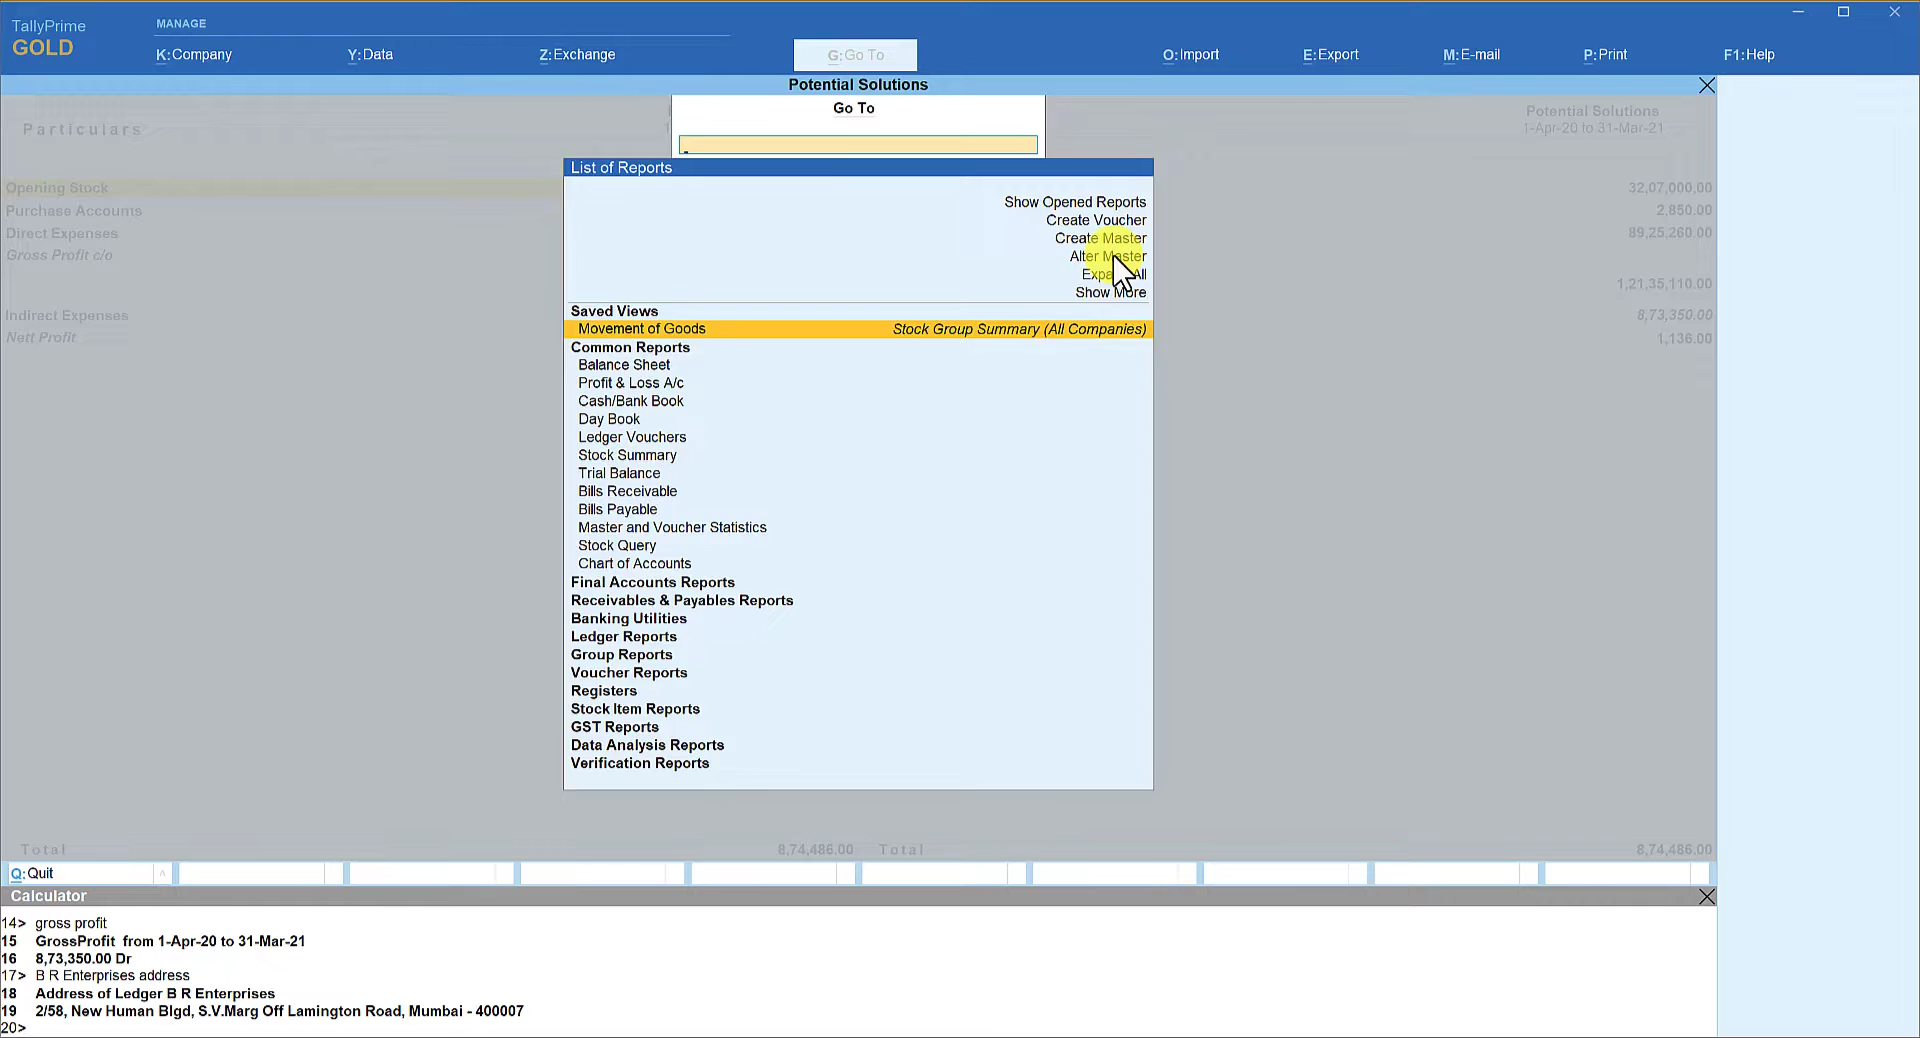 TallyPrime
GOLD
MANAGE
K:Company
Y:Data
Z:Exchange
G:Go To
O:Import
E:Export
M:E-mail
P:Print
F1:Help
Potential Solutions
Go To
Particulars
Potential Solutions
1-Apr-20 to 31-Mar-21
List of Reports
Show Opened Reports
Create Voucher
Create Master
Alter Master
All
Show More
Opening Stock 32,07,000.00
Purchase Accounts 2,850.00
Direct Expenses 89,25,260.00
Gross Profit c/o
1,21,35,110.00
Indirect Expenses 8,73,350.00
Nett Profit 1,136.00
Saved Views
Movement of Goods Stock Group Summary (All Companies)
Common Reports
Balance Sheet
Profit & Loss A/c
Cash/Bank Book
Day Book
Ledger Vouchers
Stock Summary
Trial Balance
Bills Receivable
Bills Payable
Master and Voucher Statistics
Stock Query
Chart of Accounts
Final Accounts Reports
Receivables & Payables Reports
Banking Utilities
Ledger Reports
Group Reports
Voucher Reports
Registers
Stock Item Reports
GST Reports
Data Analysis Reports
Verification Reports
Total 8,74,486.00 Total 8,74,486.00
Q:Quit
Calculator
14> gross profit
15 GrossProfit from 1-Apr-20 to 31-Mar-21
16 8,73,350.00 Dr
17> B R Enterprises address
18 Address of Ledger B R Enterprises
19 2/58, New Human Blgd, S.V.Marg Off Lamington Road, Mumbai - 400007
20>